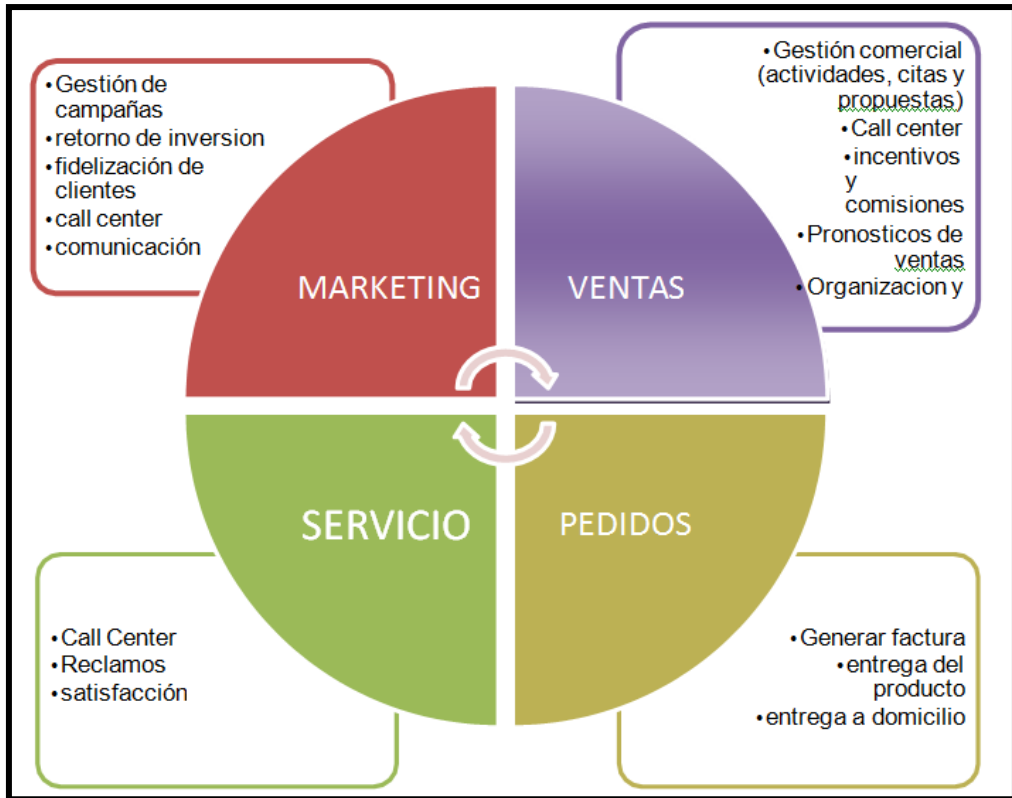 •Gestión de
campañas
•retorno de inversion
•fidelización de
clientes
•call center
•comunicación
MARKETING
•Gestión comercial
(actividades, citas y
propuestas)
•Call center
•incentivos
y
comisiones
•Pronosticos de
ventas
•Organizacion y
VENTAS
SERVICIO
•Call Center
•Reclamos
•satisfacción
PEDIDOS
•Generar factura
•entrega del
producto
•entrega a domicilio